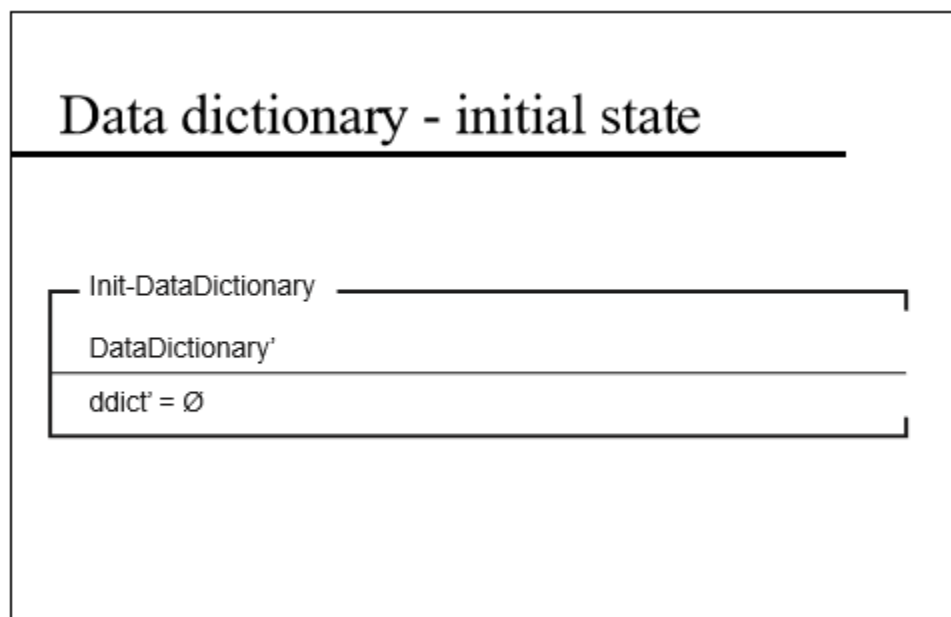 Data dictionary - initial state
Init-DataDictionary
DataDictionary’
ddict’ = Ø